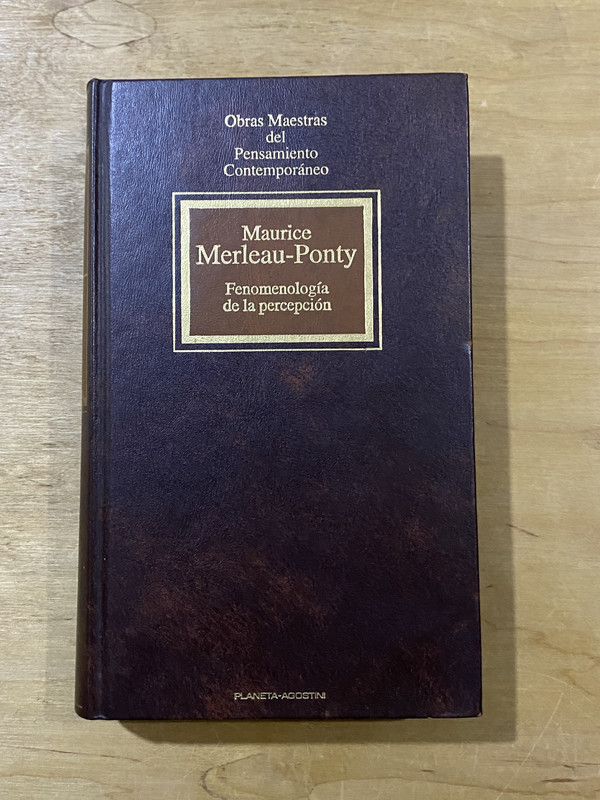 Obras Maestras
del
Pensamiento
Contemporáneo
Maurice
Merleau-Ponty
Fenomenología
de la percepción
PLANETA-AGOSTINI